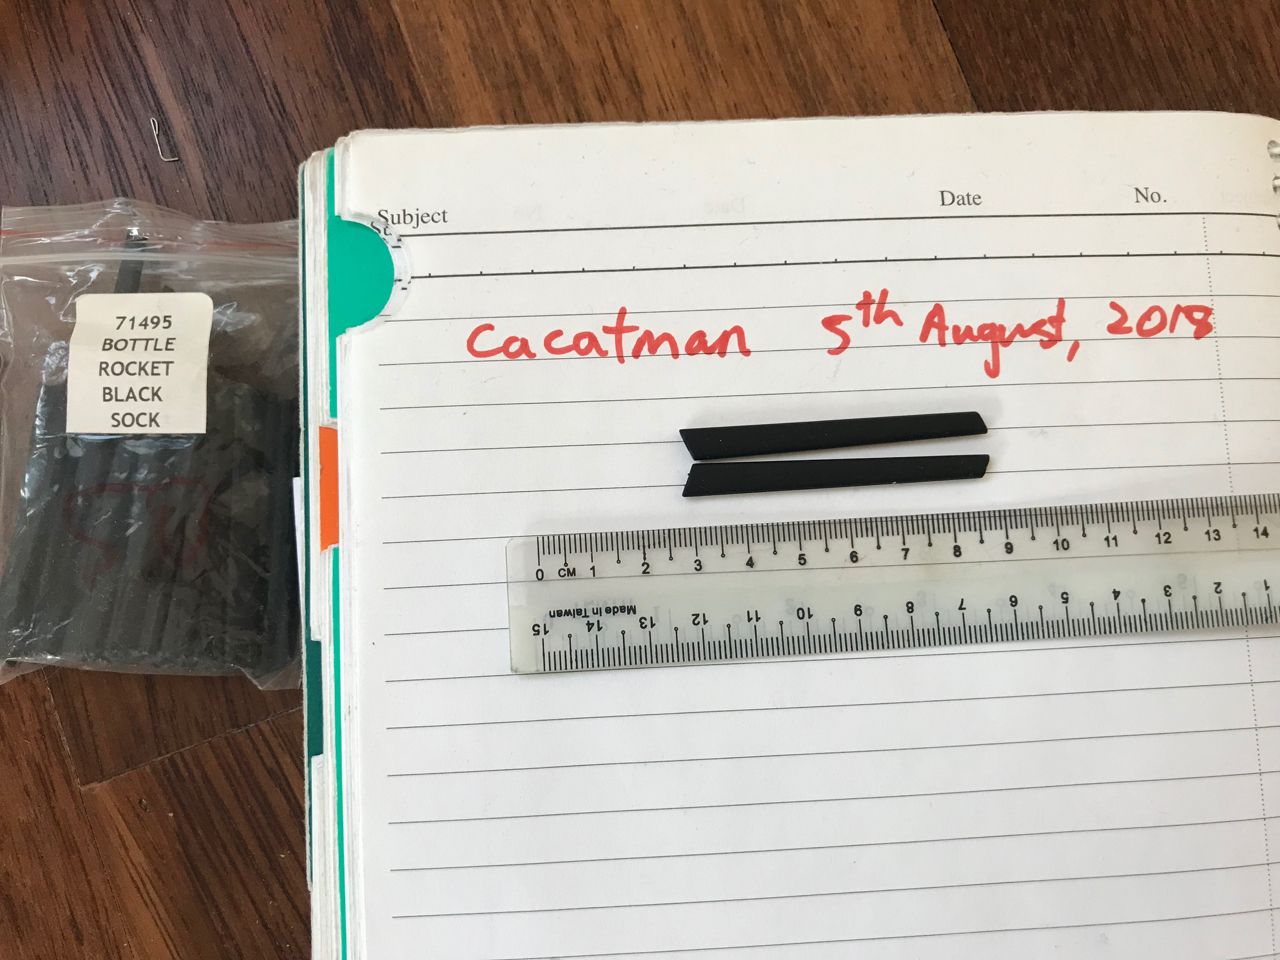 Subject
Date
No.
cacatman 5th August, 2018
71495
BOTTLE
ROCKET
BLACK
SOCK
0 CM 1 2 3 4 5 6 7 8 9 10 11 12 13 14
Made in Taiwan
15 14 13 12 11 10 9 8 7 6 5 4 3 2 1